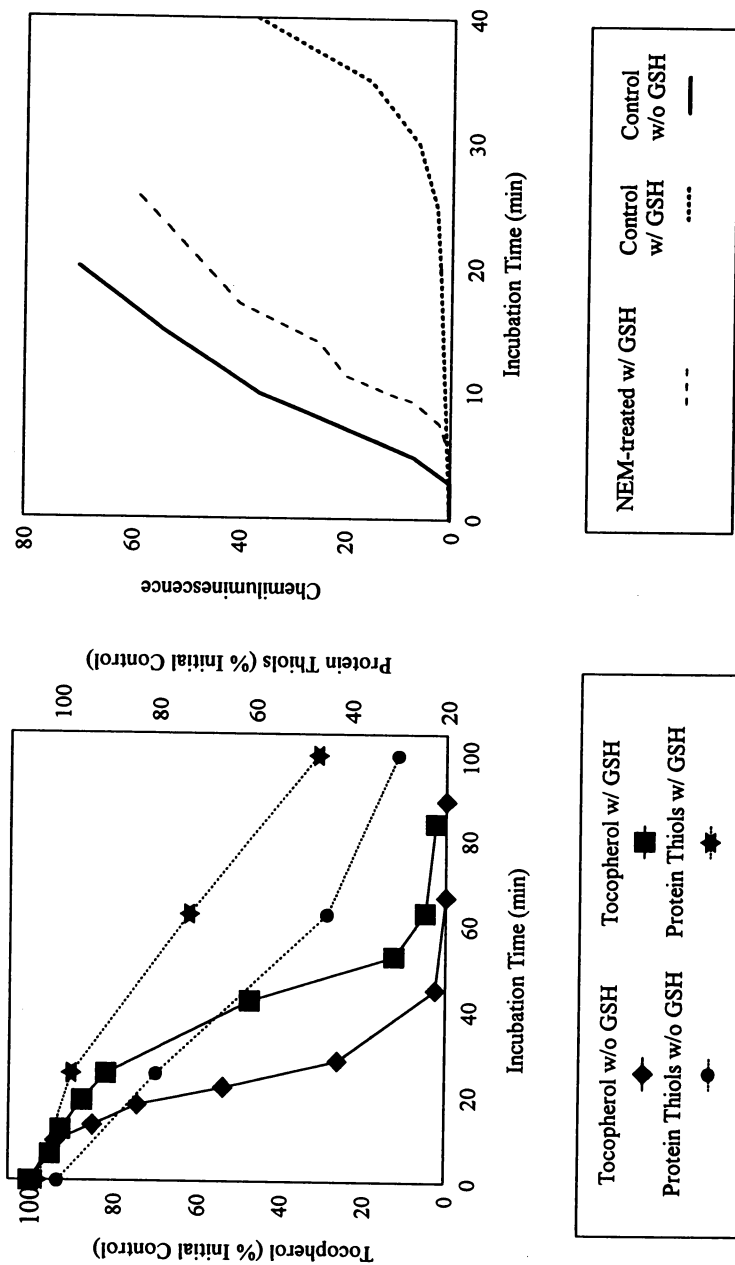 Tocopherol (% Initial Control)
100
80
60
40
20
0
Protein Thiols (% Initial Control)
100
80
60
40
20
0
20
40
60
80
100
Incubation Time (min)
Tocopherol w/o GSH
Tocopherol w/ GSH
Protein Thiols w/o GSH
Protein Thiols w/ GSH
Chemiluminescence
80
60
40
20
0
0
10
20
30
40
Incubation Time (min)
NEM-treated w/ GSH
Control
w/ GSH
Control
w/o GSH